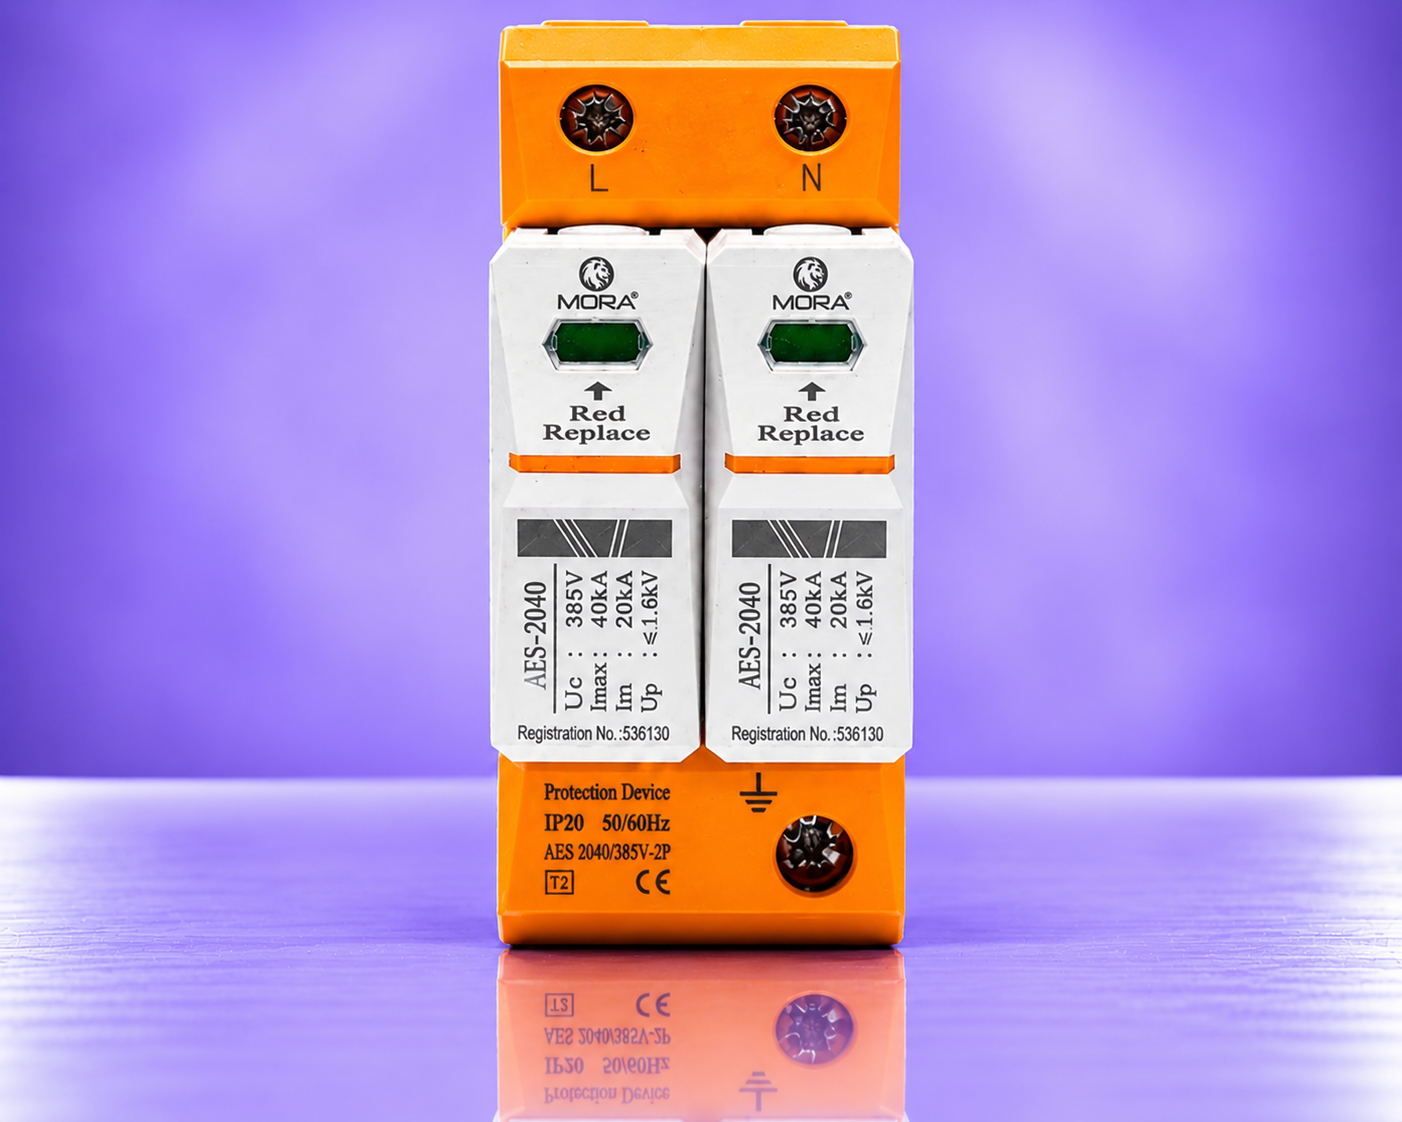 L
N
MORA®
Red
Replace
AES-2040
Uc : 385V
Imax : 40kA
Im : 20kA
Up : ≤1.6kV
Registration No.:536130
MORA®
Red
Replace
AES-2040
Uc : 385V
Imax : 40kA
Im : 20kA
Up : ≤1.6kV
Registration No.:536130
Protection Device
IP20 50/60Hz
AES 2040/385V-2P
T2 CE